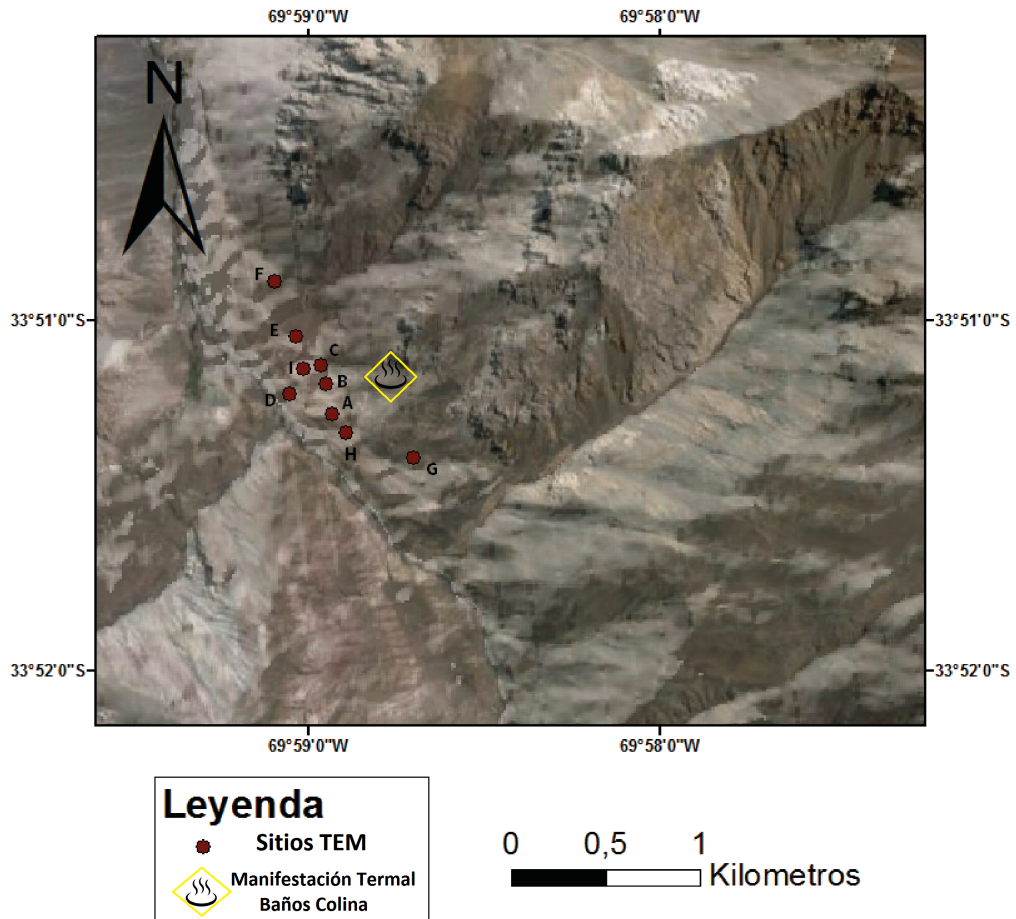 69°59'0"W 69°58'0"W
N
F
33°51'0"S 33°51'0"S
E
C
I
B
D
A
H
G
33°52'0"S 33°52'0"S
69°59'0"W 69°58'0"W
Leyenda
Sitios TEM
Manifestación Termal
Baños Colina
0 0,5 1
Kilometros